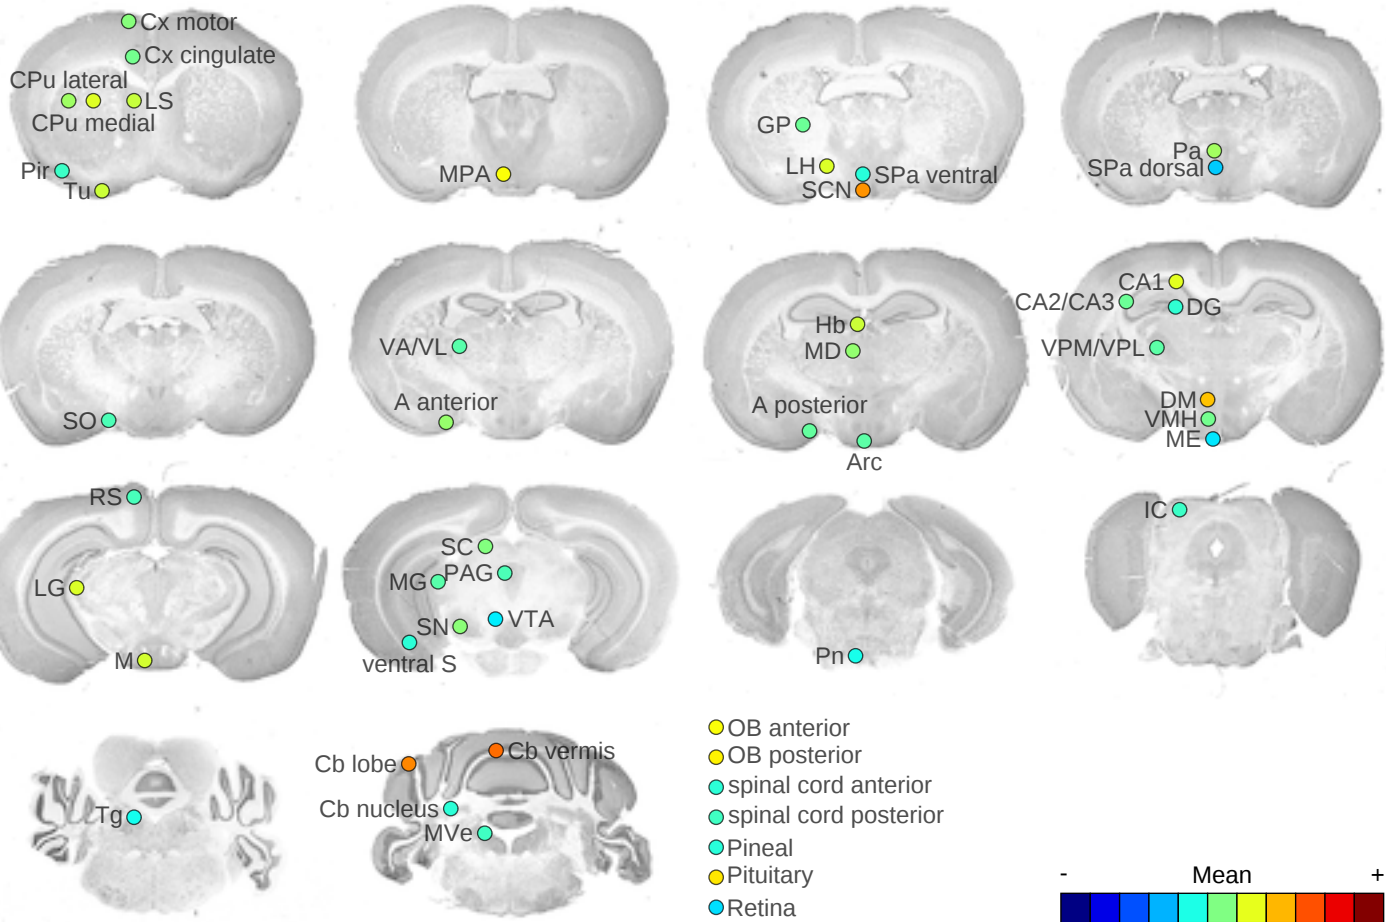 Cx motor
Cx cingulate
CPu lateral
LS
CPu medial
Pir
Tu
MPA
GP
LH
SPa ventral
SCN
Pa
SPa dorsal
SO
VA/VL
A anterior
Hb
MD
A posterior
Arc
CA1
CA2/CA3
DG
VPM/VPL
DM
VMH
ME
RS
LG
M
SC
MG
PAG
SN
VTA
ventral S
Pn
IC
Tg
Cb lobe
Cb vermis
Cb nucleus
MVe
OB anterior
OB posterior
spinal cord anterior
spinal cord posterior
Pineal
Pituitary
Retina
- Mean +